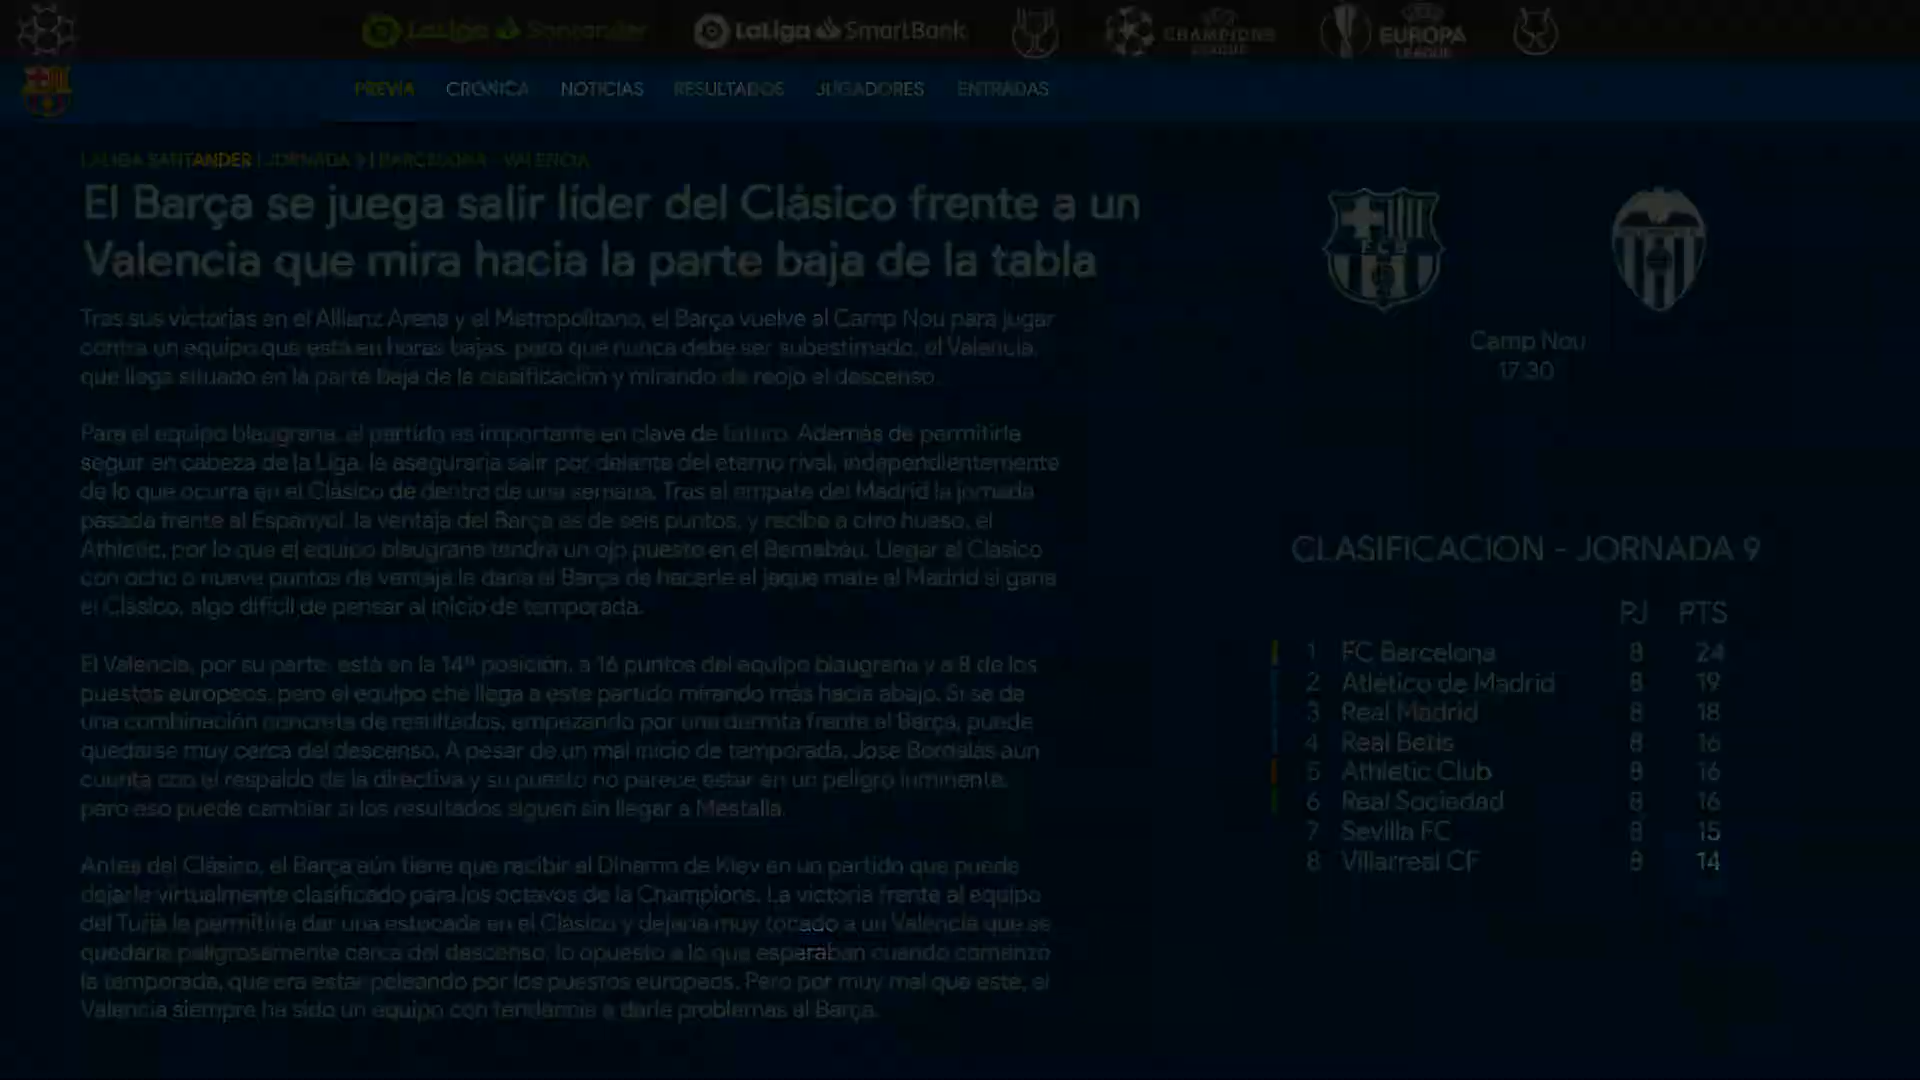 LaLiga Santander LaLiga SmartBank CHAMPIONS LEAGUE EUROPA LEAGUE
PREVIA CRÓNICA NOTICIAS RESULTADOS JUGADORES ENTRADAS
LALIGA SANTANDER | JORNADA 9 | BARCELONA - VALENCIA
El Barça se juega salir líder del Clásico frente a un
Valencia que mira hacia la parte baja de la tabla
Tras sus victorias en el Allianz Arena y el Metropolitano, el Barça vuelve al Camp Nou para jugar
contra un equipo que está en horas bajas, pero que nunca debe ser subestimado, el Valencia,
que llega situado en la parte baja de la clasificación y mirando de reojo el descenso.
Para el equipo blaugrana, el partido es importante en clave de futuro. Además de permitirle
seguir en cabeza de la Liga, le aseguraría salir por delante del eterno rival, independientemente
de lo que ocurra en el Clásico de dentro de una semana. Tras el empate del Madrid la jornada
pasada frente al Espanyol, la ventaja del Barça es de seis puntos, y recibe a otro hueso, el
Athletic, por lo que el equipo blaugrana tendrá un ojo puesto en el Bernabéu. Llegar al Clásico
con ocho o nueve puntos de ventaja le daría al Barça de hacerle el jaque mate al Madrid si gana
el Clásico, algo difícil de pensar al inicio de temporada.
El Valencia, por su parte, está en la 14ª posición, a 16 puntos del equipo blaugrana y a 8 de los
puestos europeos, pero el equipo che llega a este partido mirando más hacia abajo. Si se da
una combinación concreta de resultados, empezando por una derrota frente al Barça, puede
quedarse muy cerca del descenso. A pesar de un mal inicio de temporada, José Bordalás aún
cuenta con el respaldo de la directiva y su puesto no parece estar en un peligro inminente,
pero eso puede cambiar si los resultados siguen sin llegar a Mestalla.
Antes del Clásico, el Barça aún tiene que recibir al Dinamo de Kiev en un partido que puede
dejarle virtualmente clasificado para los octavos de la Champions. La victoria frente al equipo
del Turia le permitiría dar una estocada en el Clásico y dejaría muy tocado a un Valencia que se
quedaría peligrosamente cerca del descenso, lo opuesto a lo que esperaban cuando comenzó
la temporada, que era estar peleando por los puestos europeos. Pero por muy mal que esté, el
Valencia siempre ha sido un equipo con tendencia a darle problemas al Barça.
FCB
Camp Nou
17:30
CLASIFICACIÓN - JORNADA 9
PJ PTS
1 FC Barcelona 8 24
2 Atlético de Madrid 8 19
3 Real Madrid 8 18
4 Real Betis 8 16
5 Athletic Club 8 16
6 Real Sociedad 8 16
7 Sevilla FC 8 15
8 Villarreal CF 8 14